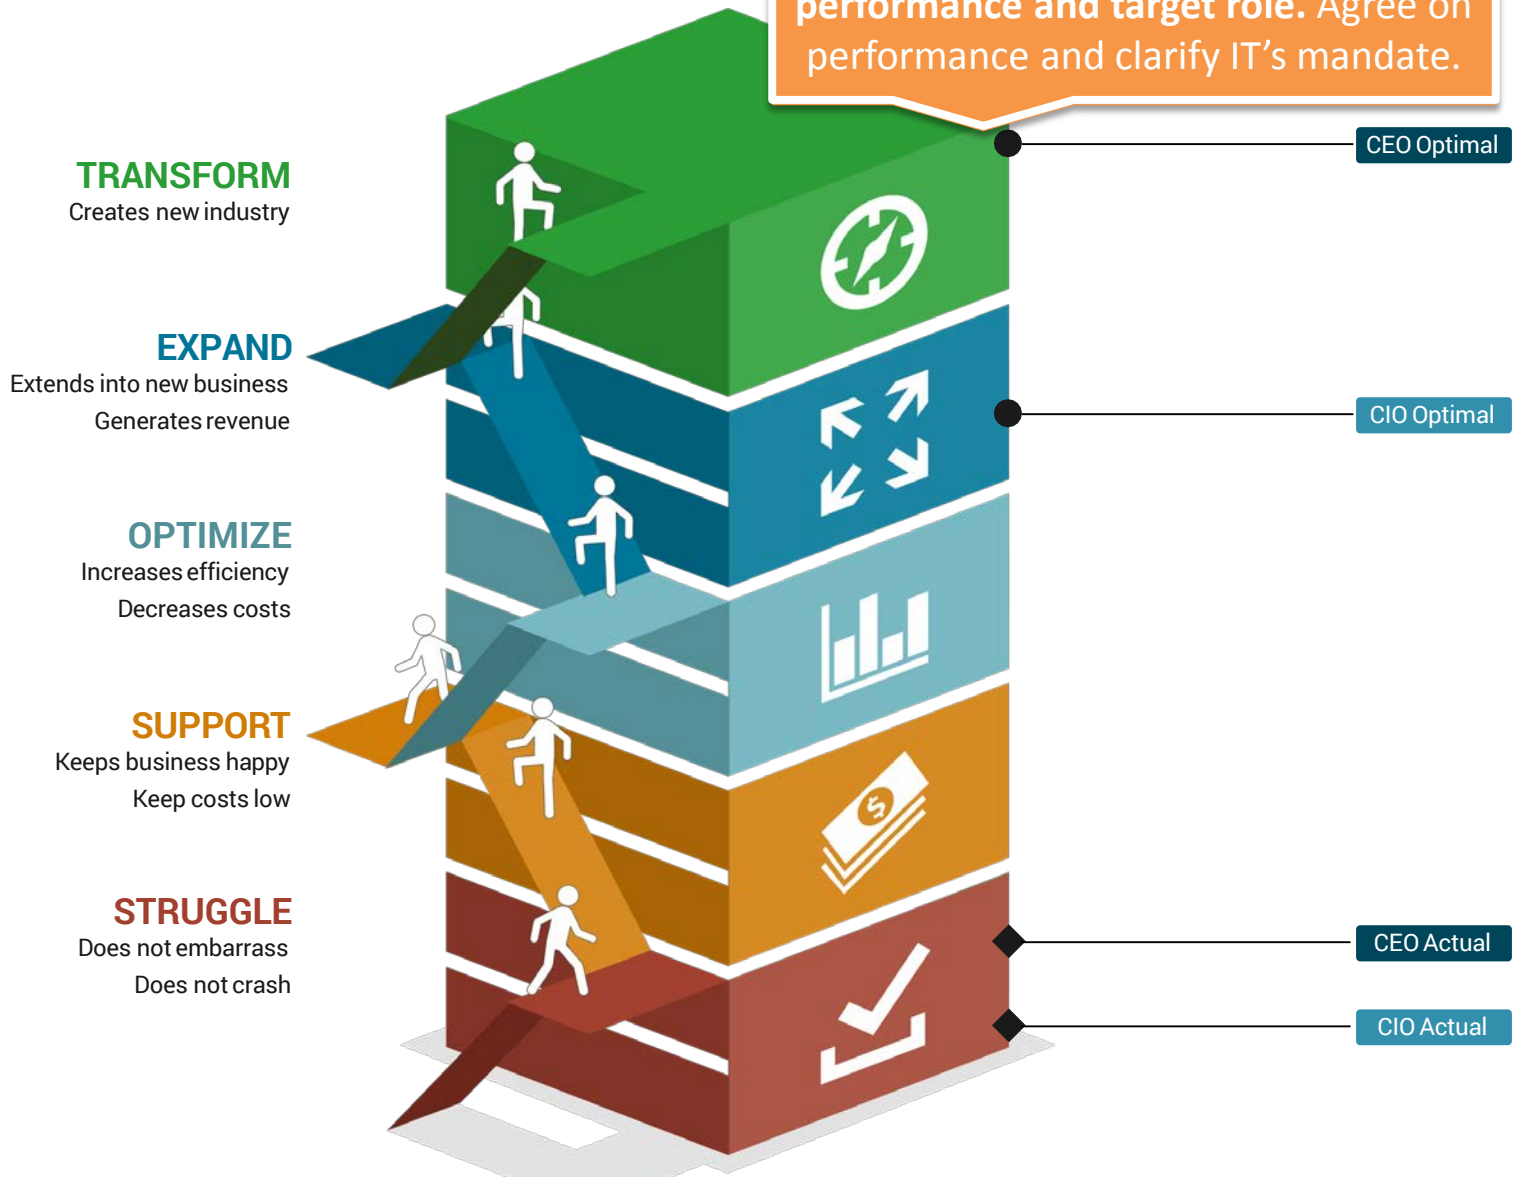 performance and target role. Agree on
performance and clarify IT's mandate.
CEO Optimal
TRANSFORM
Creates new industry
EXPAND
Extends into new business
Generates revenue
CIO Optimal
OPTIMIZE
Increases efficiency
Decreases costs
SUPPORT
Keeps business happy
Keep costs low
$
STRUGGLE
Does not embarrass
Does not crash
CEO Actual
CIO Actual